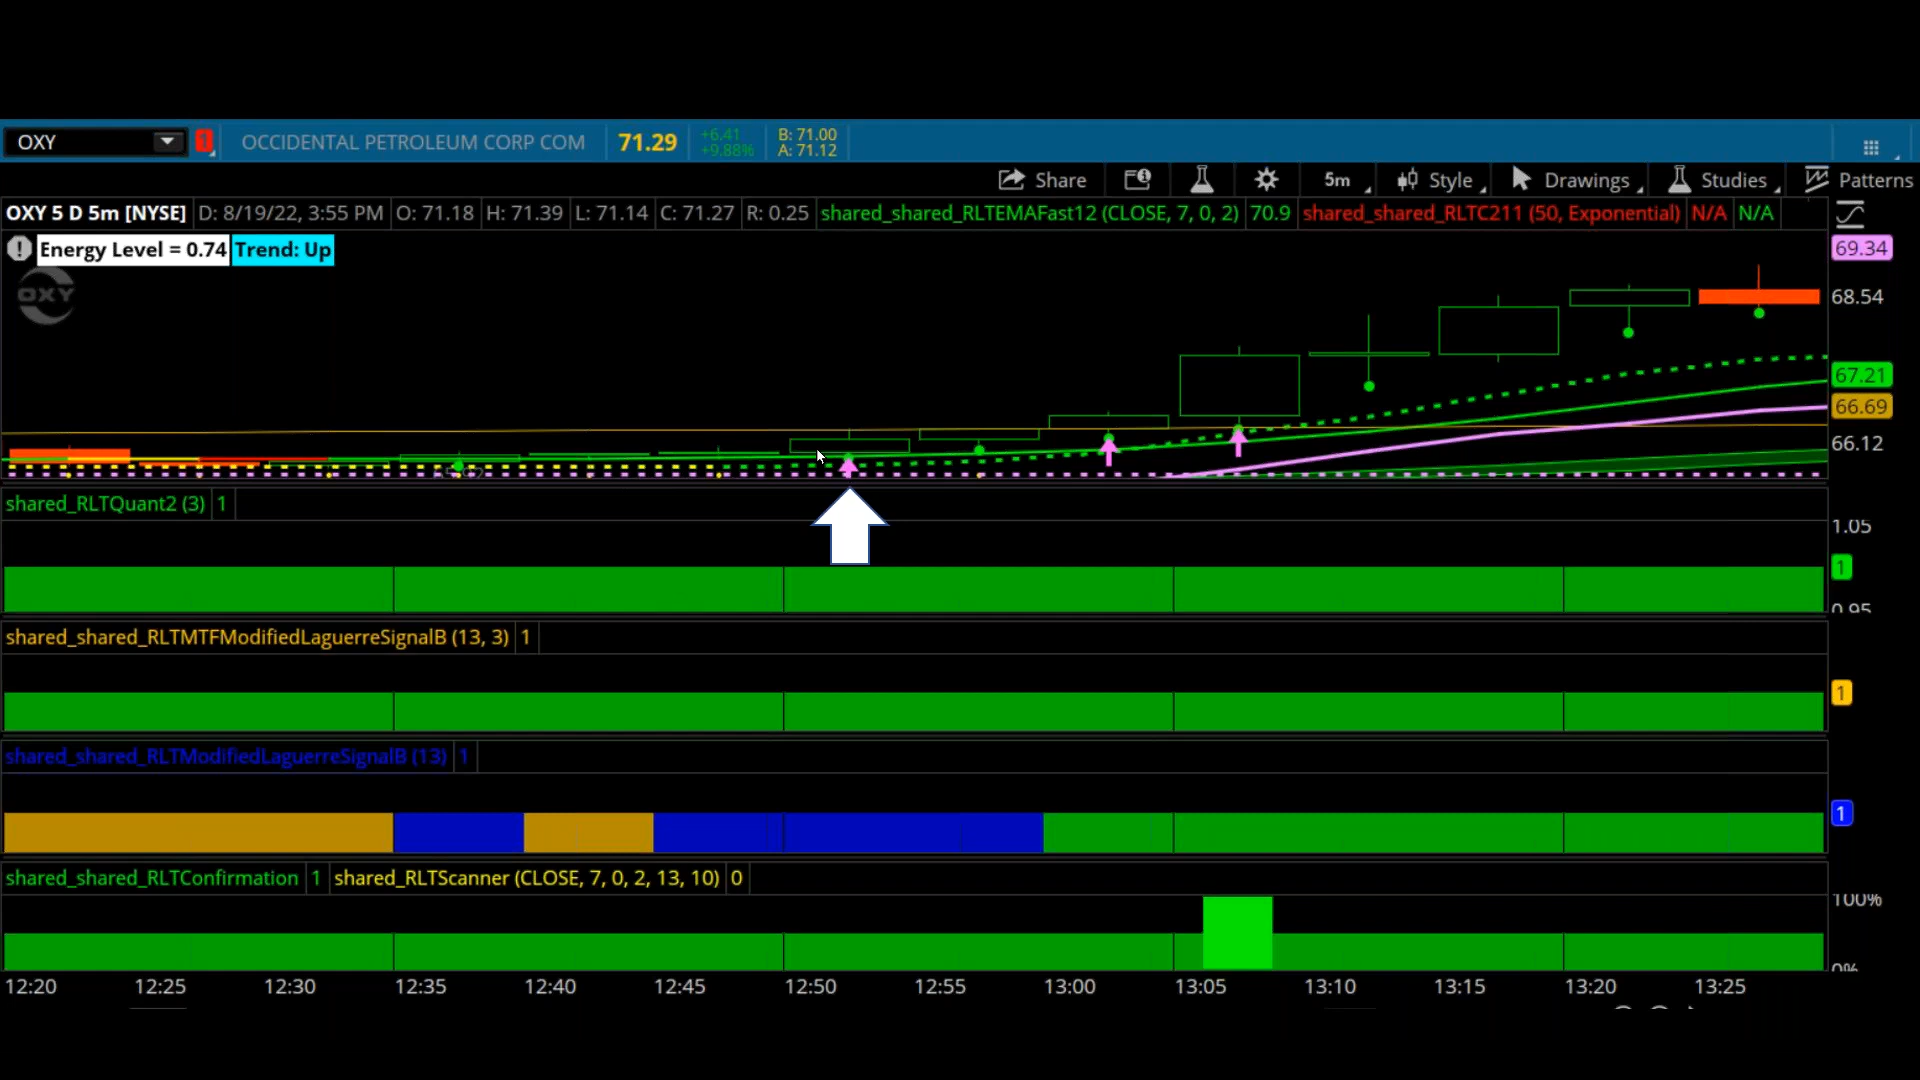 OXY 1 OCCIDENTAL PETROLEUM CORP COM 71.29 +6.41 B: 71.00
+9.88% A: 71.12
Share 5m Style Drawings Studies Patterns
OXY 5 D 5m [NYSE] D: 8/19/22, 3:55 PM O: 71.18 H: 71.39 L: 71.14 C: 71.27 R: 0.25 shared_shared_RLTEMAFast12 (CLOSE, 7, 0, 2) 70.9 shared_shared_RLTC211 (50, Exponential) N/A N/A
Energy Level = 0.74 Trend: Up 69.34
OXY 68.54
67.21
66.69
66.12
shared_RLTQuant2 (3) 1
1.05
1
0.95
shared_shared_RLTMTFModifiedLaguerreSignalB (13, 3) 1
1
shared_shared_RLTModifiedLaguerreSignalB (13) 1
1
shared_shared_RLTConfirmation 1 shared_RLTScanner (CLOSE, 7, 0, 2, 13, 10) 0
100%
0%
12:20 12:25 12:30 12:35 12:40 12:45 12:50 12:55 13:00 13:05 13:10 13:15 13:20 13:25